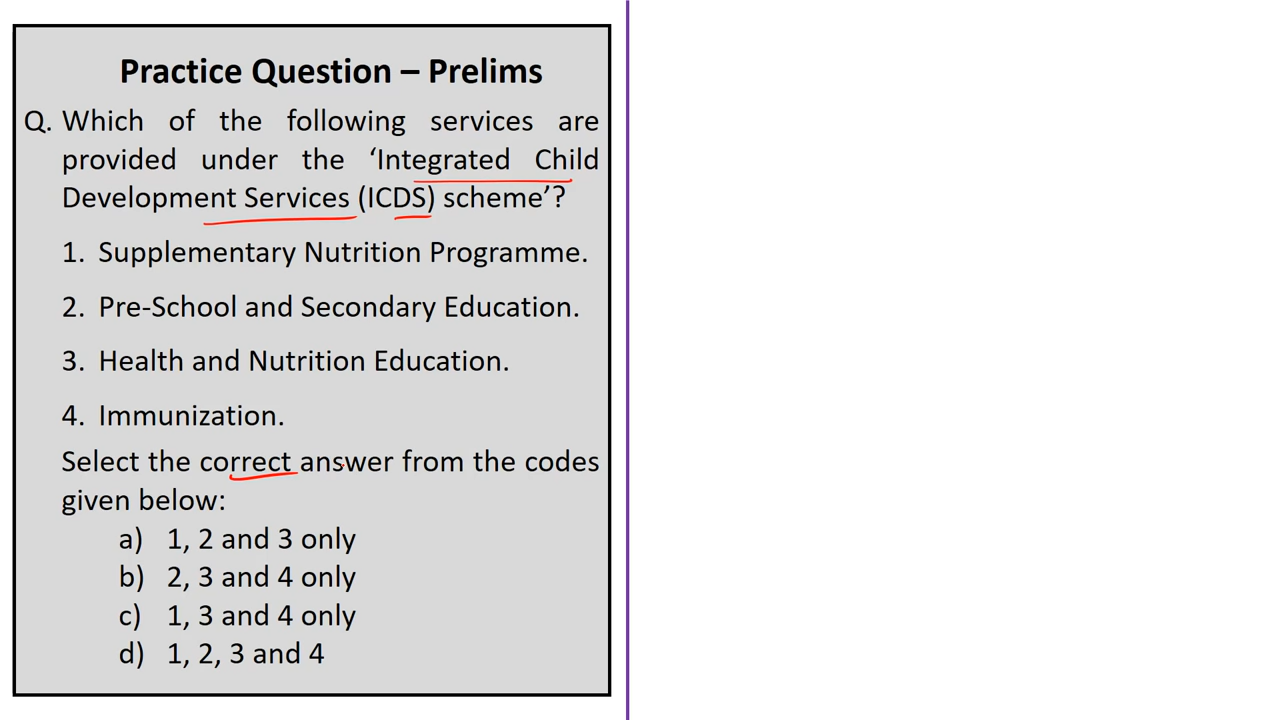 Practice Question – Prelims
Q. Which of the following services are
provided under the ‘Integrated Child
Development Services (ICDS) scheme’?
1. Supplementary Nutrition Programme.
2. Pre-School and Secondary Education.
3. Health and Nutrition Education.
4. Immunization.
Select the correct answer from the codes
given below:
a) 1, 2 and 3 only
b) 2, 3 and 4 only
c) 1, 3 and 4 only
d) 1, 2, 3 and 4